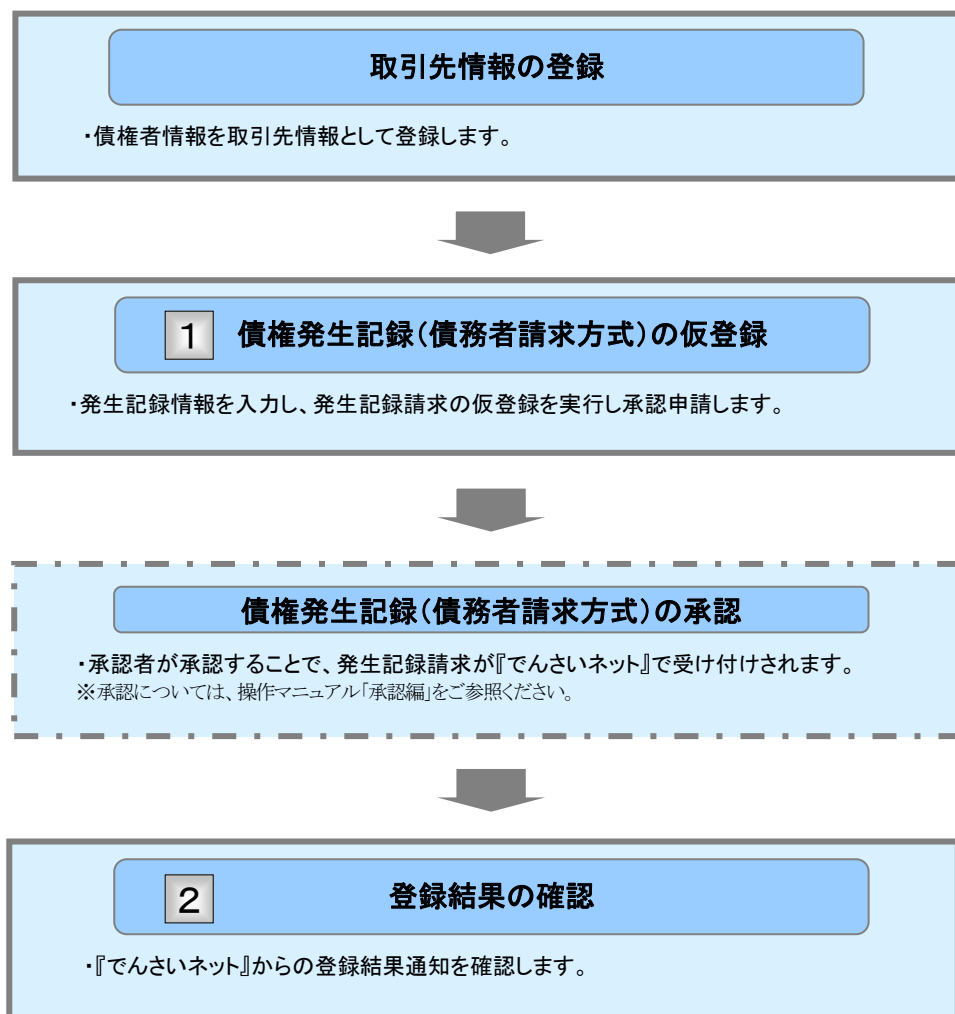 取引先情報の登録
・債権者情報を取引先情報として登録します。
1 債権発生記録(債務者請求方式)の仮登録
・発生記録情報を入力し、発生記録請求の仮登録を実行し承認申請します。
債権発生記録(債務者請求方式)の承認
・承認者が承認することで、発生記録請求が『でんさいネット』で受け付けされます。
※承認については、操作マニュアル「承認編」をご参照ください。
2 登録結果の確認
・『でんさいネット』からの登録結果通知を確認します。